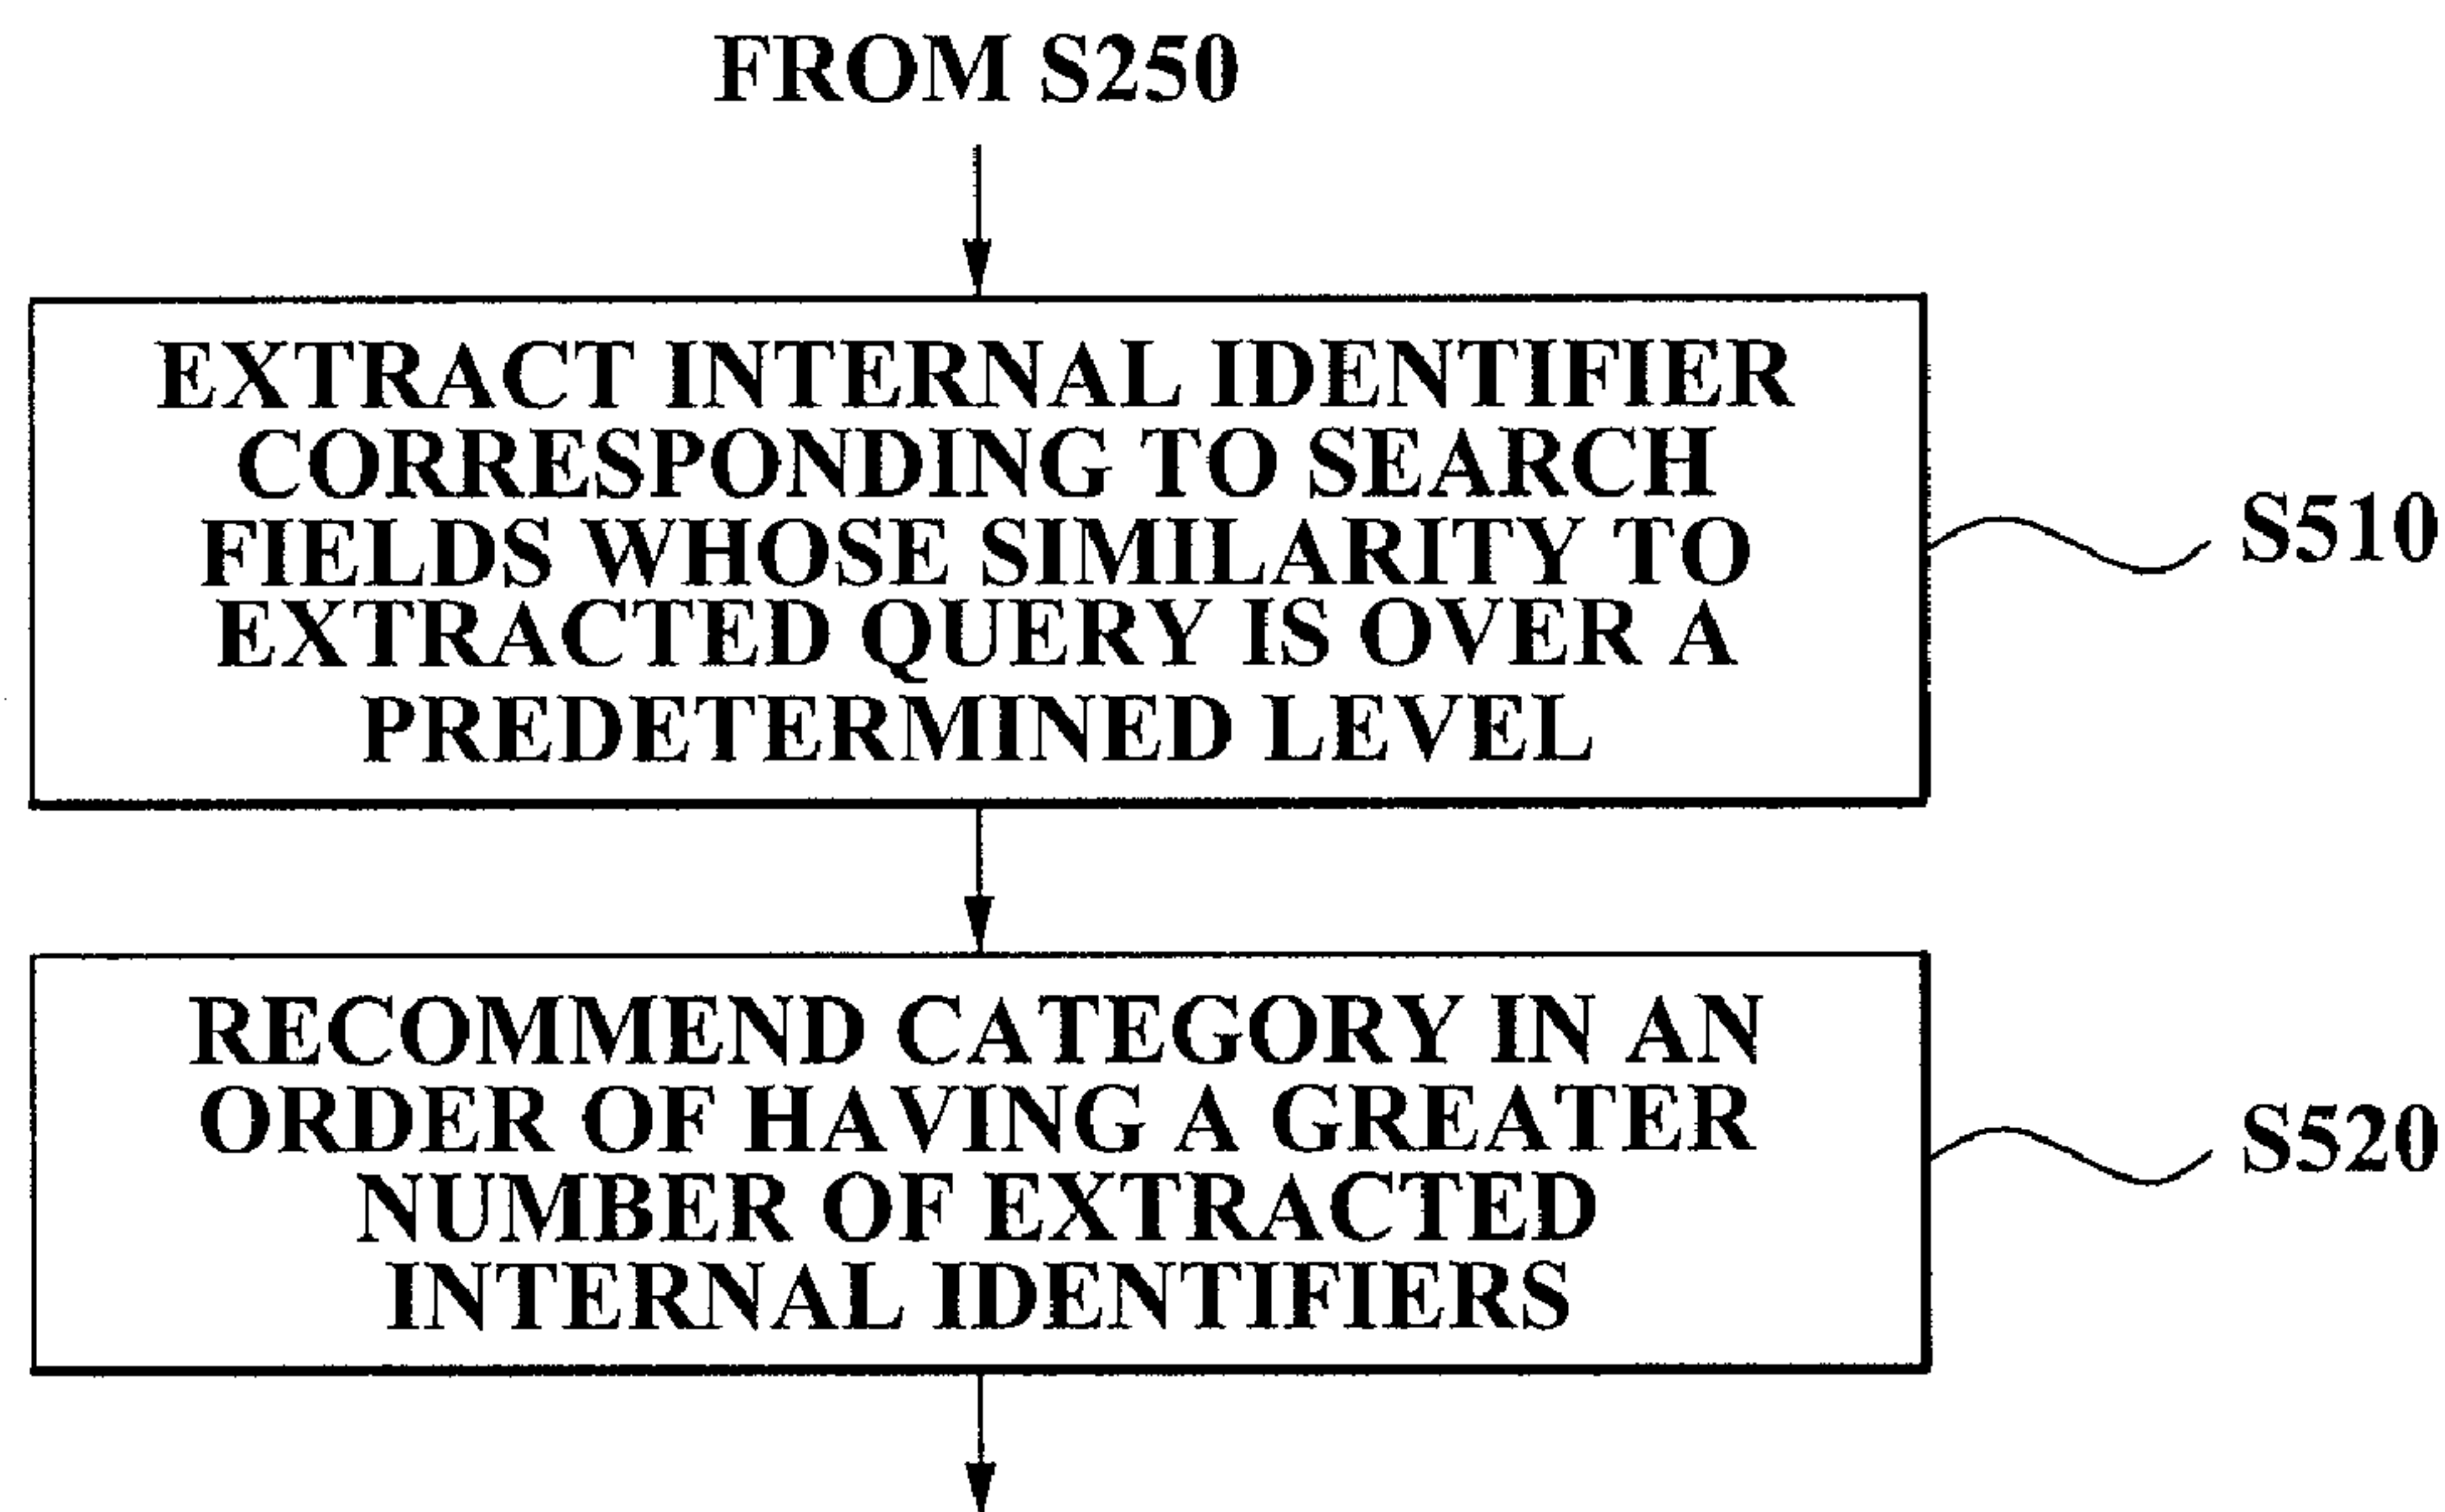 FROM S250
EXTRACT INTERNAL IDENTIFIER
CORRESPONDING TO SEARCH
FIELDS WHOSE SIMILARITY TO
EXTRACTED QUERY IS OVER A
PREDETERMINED LEVEL
S510
RECOMMEND CATEGORY IN AN
ORDER OF HAVING A GREATER
NUMBER OF EXTRACTED
INTERNAL IDENTIFIERS
S520